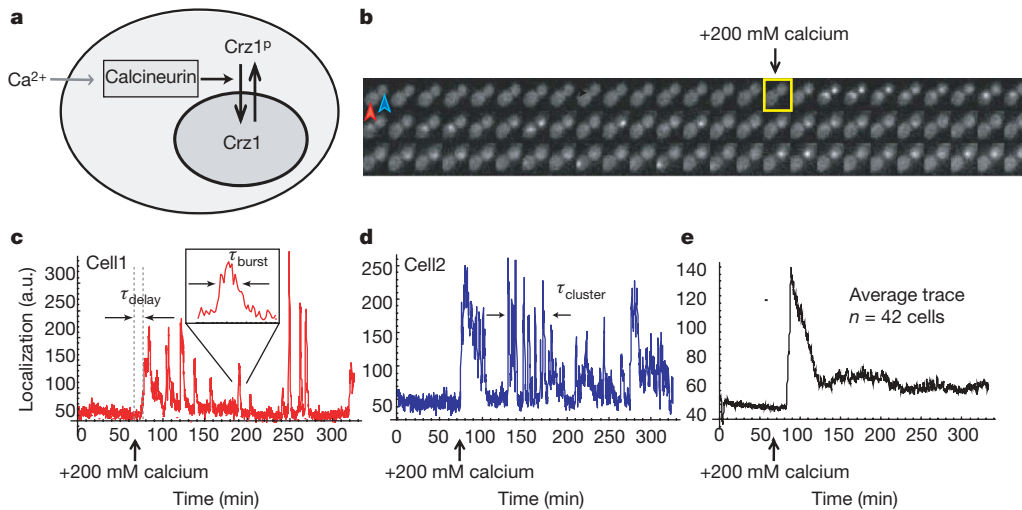 a
Ca2+
Calcineurin
Crz1p
Crz1
b
+200 mM calcium
c
Cell1
τdelay
τburst
Localization (a.u.)
300
250
200
150
100
50
0 50 100 150 200 250 300
+200 mM calcium
Time (min)
d
Cell2
τcluster
250
200
150
100
50
0 50 100 150 200 250 300
+200 mM calcium
Time (min)
e
Average trace
n = 42 cells
140
120
100
80
60
40
0 50 100 150 200 250 300
+200 mM calcium
Time (min)